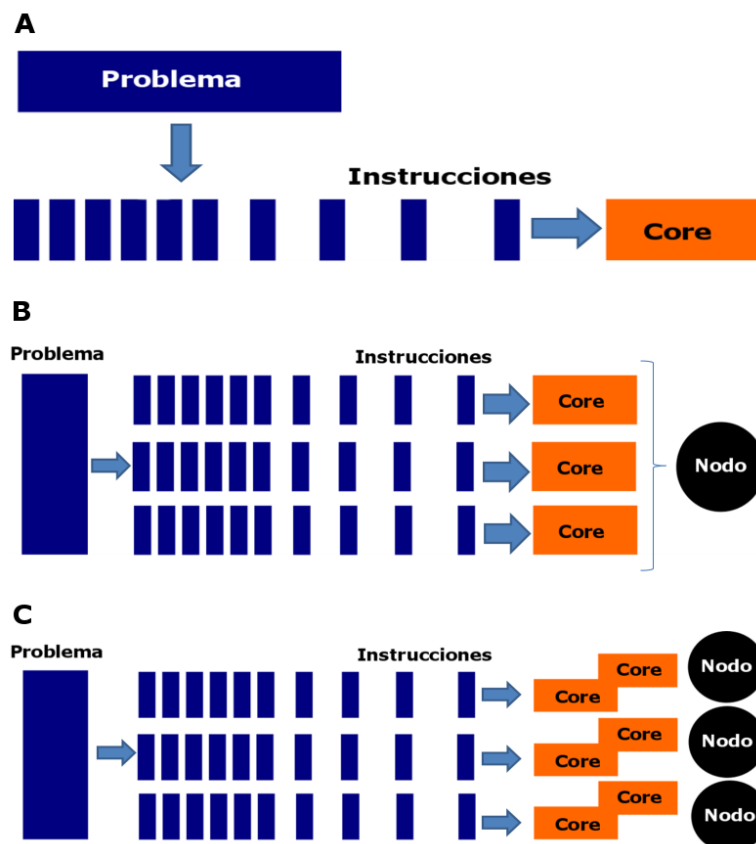 A
Problema
Instrucciones
Core
B
Problema
Instrucciones
Core
Core
Core
Nodo
C
Problema
Instrucciones
Core
Core
Nodo
Core
Core
Nodo
Core
Core
Nodo